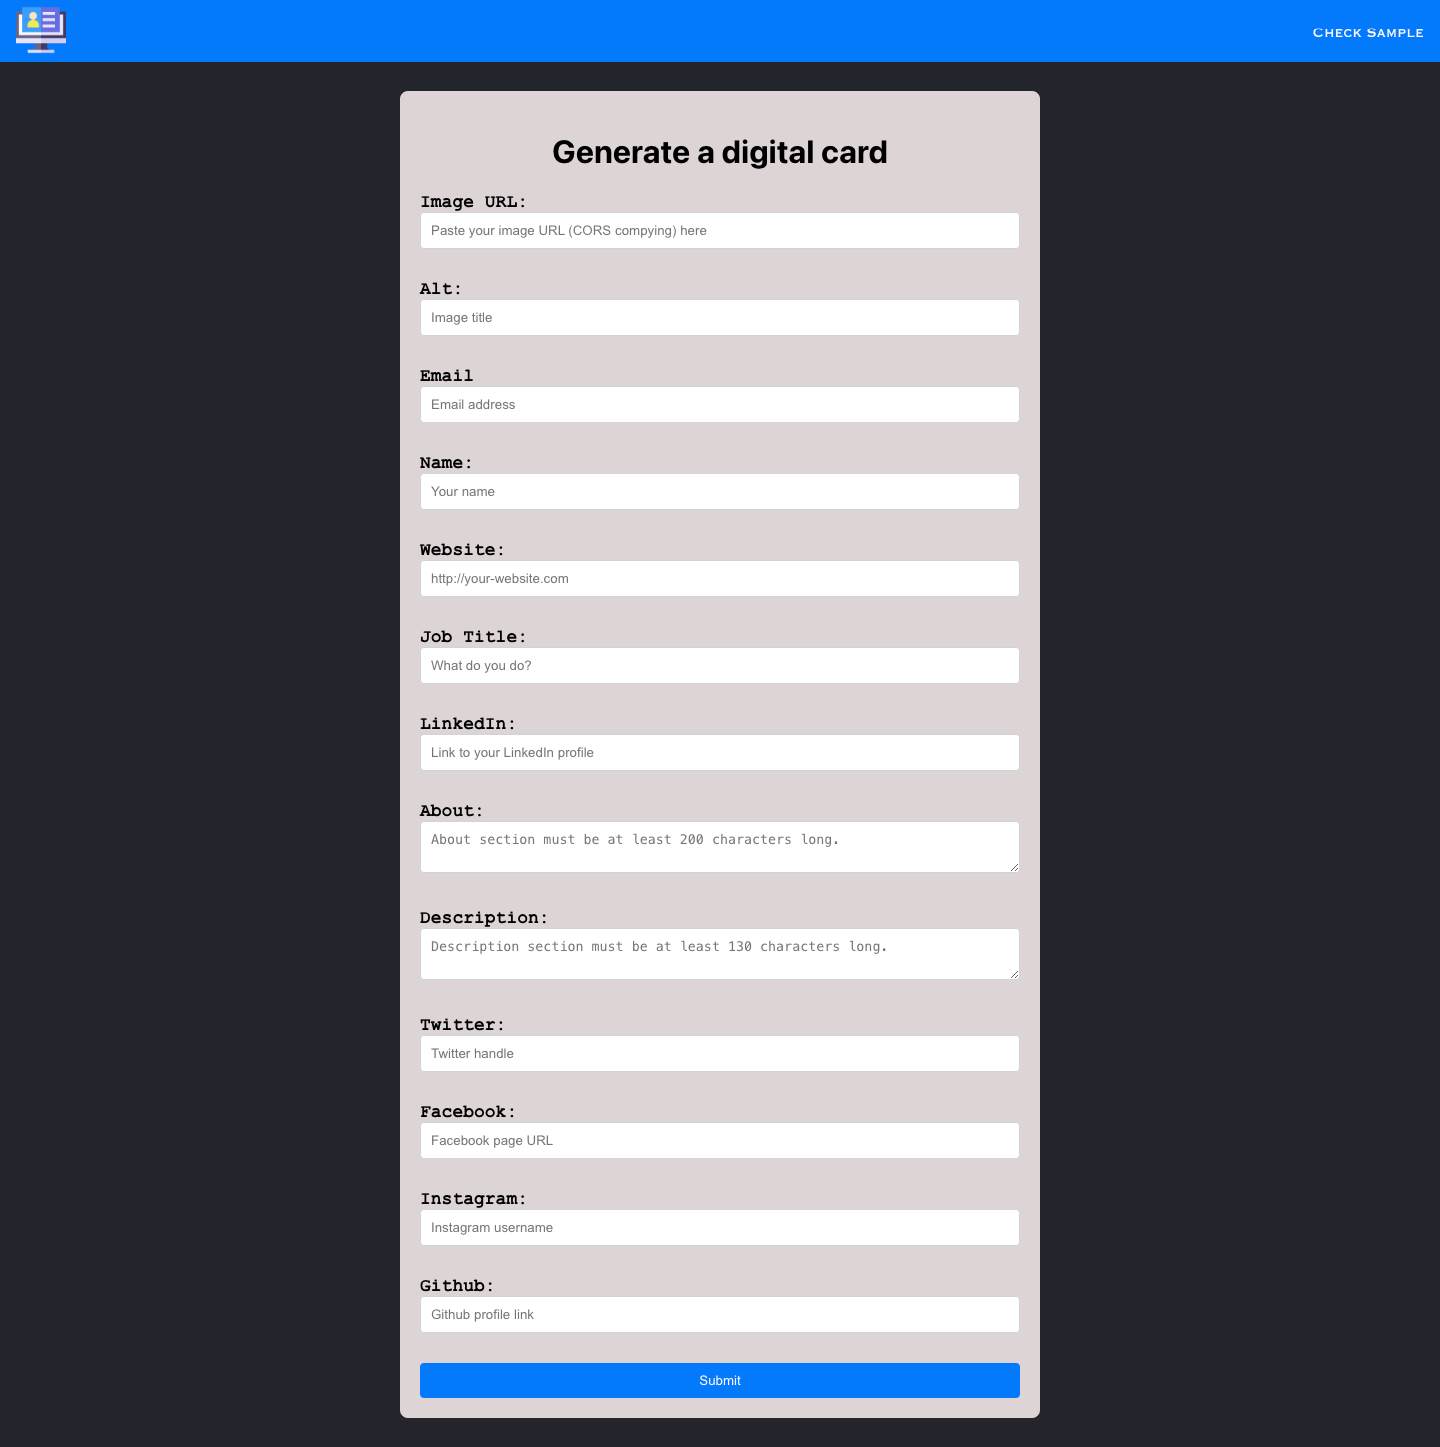 Check Sample
Generate a digital card
Image URL:
Paste your image URL (CORS compying) here
Alt:
Image title
Email
Email address
Name:
Your name
Website:
http://your-website.com
Job Title:
What do you do?
LinkedIn:
Link to your LinkedIn profile
About:
About section must be at least 200 characters long.
Description:
Description section must be at least 130 characters long.
Twitter:
Twitter handle
Facebook:
Facebook page URL
Instagram:
Instagram username
Github:
Github profile link
Submit